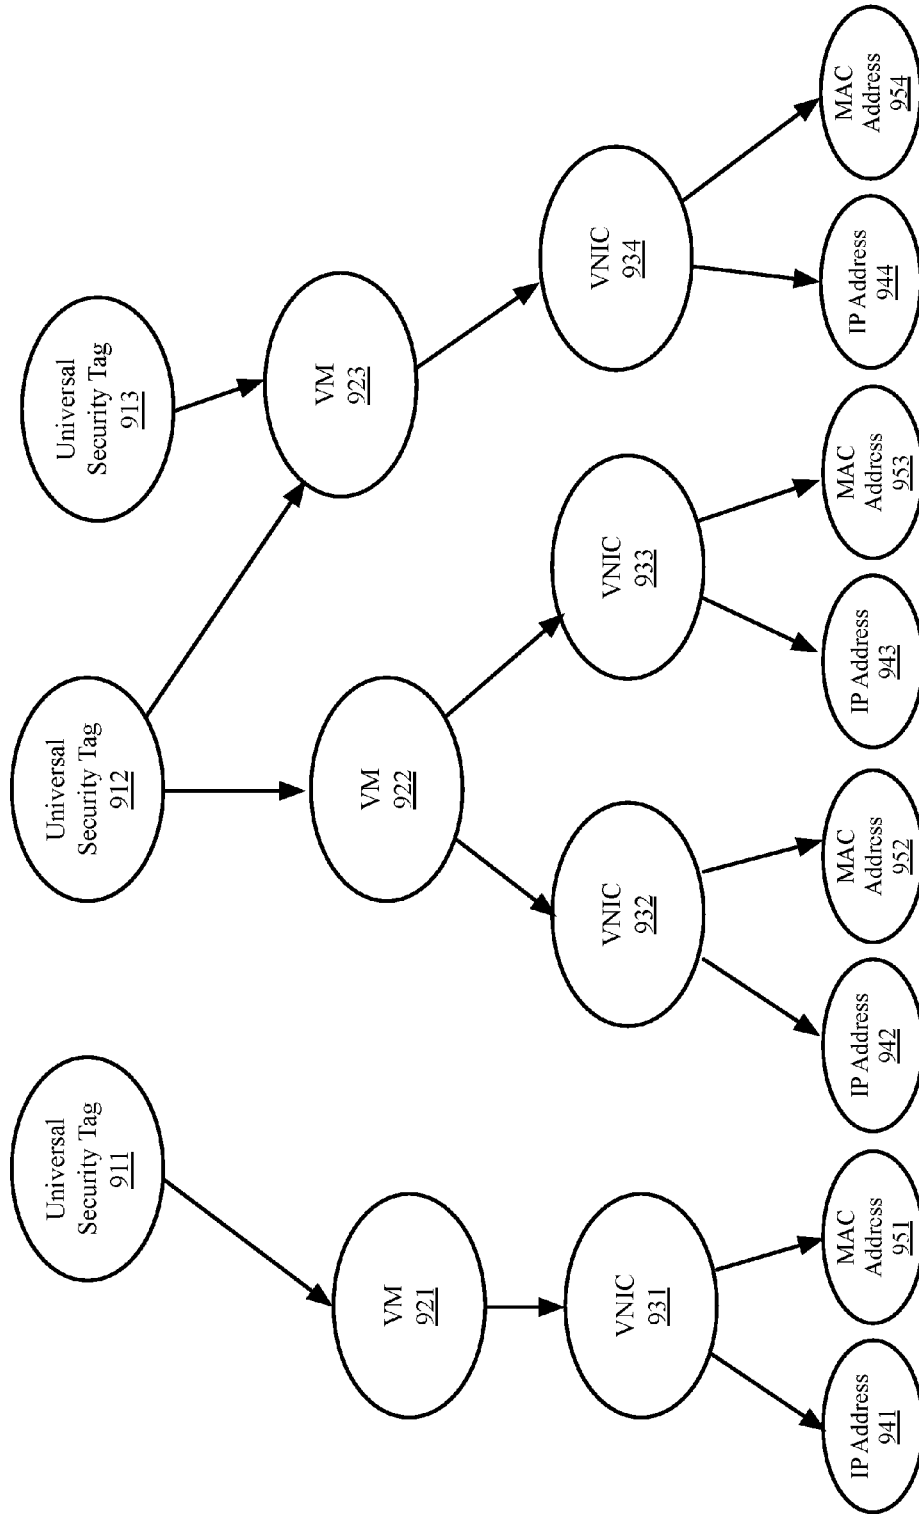 Universal
Security Tag
911
Universal
Security Tag
912
Universal
Security Tag
913
VM
921
VM
922
VM
923
VNIC
931
VNIC
932
VNIC
933
VNIC
934
IP Address
941
MAC
Address
951
IP Address
942
MAC
Address
952
IP Address
943
MAC
Address
953
IP Address
944
MAC
Address
954